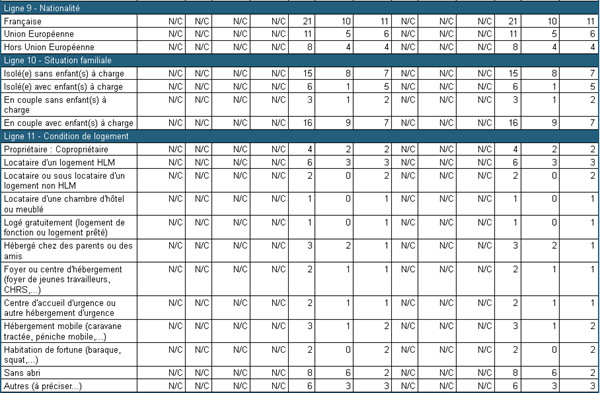 Ligne 9 - Nationalité
Française N/C N/C N/C 21 10 11 N/C N/C N/C 21 10 11
Union Européenne N/C N/C N/C 11 5 6 N/C N/C N/C 11 5 6
Hors Union Européenne N/C N/C N/C 8 4 4 N/C N/C N/C 8 4 4
Ligne 10 - Situation familiale
Isolé(e) sans enfant(s) à charge N/C N/C N/C 15 8 7 N/C N/C N/C 15 8 7
Isolé(e) avec enfant(s) à charge N/C N/C N/C 6 1 5 N/C N/C N/C 6 1 5
En couple sans enfant(s) à
charge N/C N/C N/C 3 1 2 N/C N/C N/C 3 1 2
En couple avec enfant(s) à charge N/C N/C N/C 16 9 7 N/C N/C N/C 16 9 7
Ligne 11 - Condition de logement
Propriétaire : Copropriétaire N/C N/C N/C 4 2 2 N/C N/C N/C 4 2 2
Locataire d'un logement HLM N/C N/C N/C 6 3 3 N/C N/C N/C 6 3 3
Locataire ou sous locataire d'un
logement non HLM N/C N/C N/C 2 0 2 N/C N/C N/C 2 0 2
Locataire d'une chambre d'hôtel
ou meublé N/C N/C N/C 1 0 1 N/C N/C N/C 1 0 1
Logé gratuitement (logement de
fonction ou logement prêté) N/C N/C N/C 1 0 1 N/C N/C N/C 1 0 1
Hébergé chez des parents ou des
amis N/C N/C N/C 3 2 1 N/C N/C N/C 3 2 1
Foyer ou centre d'hébergement
(foyer de jeunes travailleurs,
CHRS,...) N/C N/C N/C 2 1 1 N/C N/C N/C 2 1 1
Centre d'accueil d'urgence ou
autre hébergement d'urgence N/C N/C N/C 2 1 1 N/C N/C N/C 2 1 1
Hébergement mobile (caravane
tractée, péniche mobile,...) N/C N/C N/C 3 1 2 N/C N/C N/C 3 1 2
Habitation de fortune (baraque,
squat,...) N/C N/C N/C 2 0 2 N/C N/C N/C 2 0 2
Sans abri N/C N/C N/C 8 6 2 N/C N/C N/C 8 6 2
Autres (à préciser...) N/C N/C N/C 6 3 3 N/C N/C N/C 6 3 3